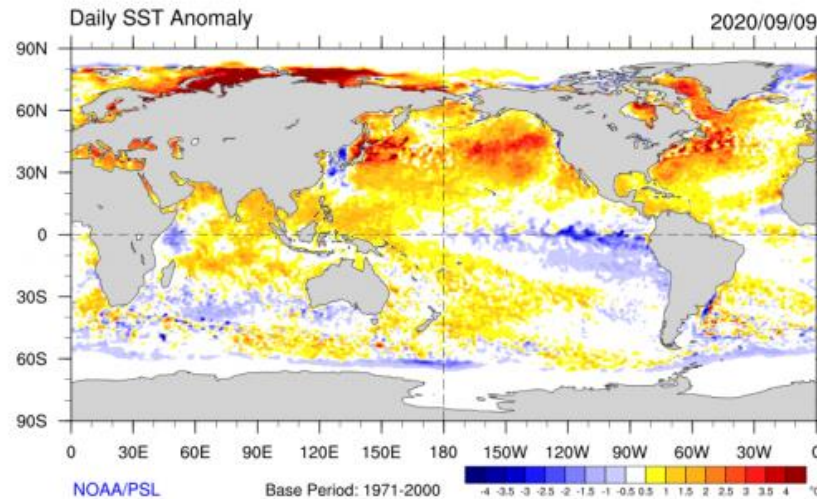 Daily SST Anomaly 2020/09/09
90N
60N
30N
0
30S
60S
90S
0 30E 60E 90E 120E 150E 180 150W 120W 90W 60W 30W 0
NOAA/PSL Base Period: 1971-2000
-4 -3.5 -3 -2.5 -2 -1.5 -1 -0.5 0.5 1 1.5 2 2.5 3 3.5 4